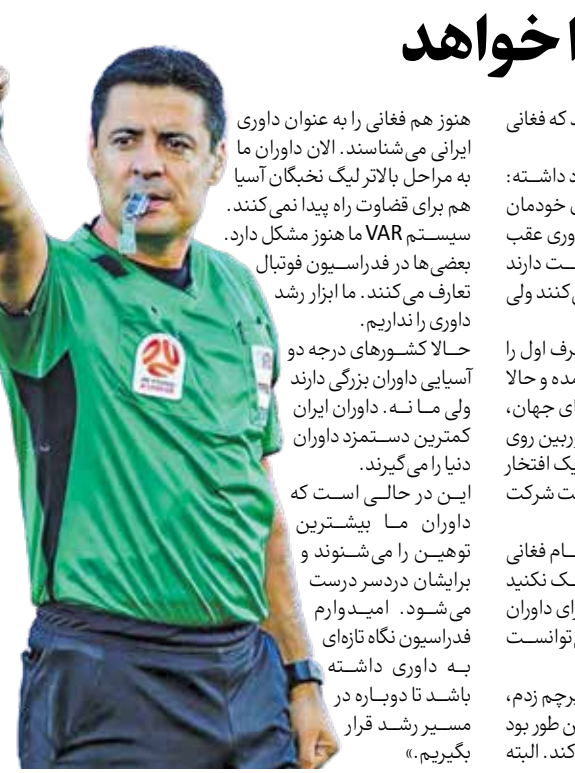 خواهد
د که فغانی
د داشته:
خودمان
وری عقب
ست دارند
ی‌کنند ولی
رف اول را
مده و حالا
ای جهان،
وربین روی
یک افتخار
ت شرکت
ام فغانی
ک نکنید
رای داوران
ی‌توانست
پرچم زدم،
ن طور بود
کند. البته
هنوز هم فغانی را به عنوان داوری
ایرانی می‌شناسند. الان داوران ما
به مراحل بالاتر لیگ نخبگان آسیا
هم برای قضاوت راه پیدا نمی‌کنند.
سیستم VAR ما هنوز مشکل دارد.
بعضی‌ها در فدراسیون فوتبال
تعارف می‌کنند. ما ابزار رشد
داوری را نداریم.
حالا کشورهای درجه دو
آسیایی داوران بزرگی دارند
ولی ما نه. داوران ایران
کمترین دستمزد داوران
دنیا را می‌گیرند.
این در حالی است که
داوران ما بیشترین
توهین را می‌شنوند و
برایشان دردسر درست
می‌شود. امیدوارم
فدراسیون نگاه تازه‌ای
به داوری داشته
باشد تا دوباره در
مسیر رشد قرار
بگیریم.»